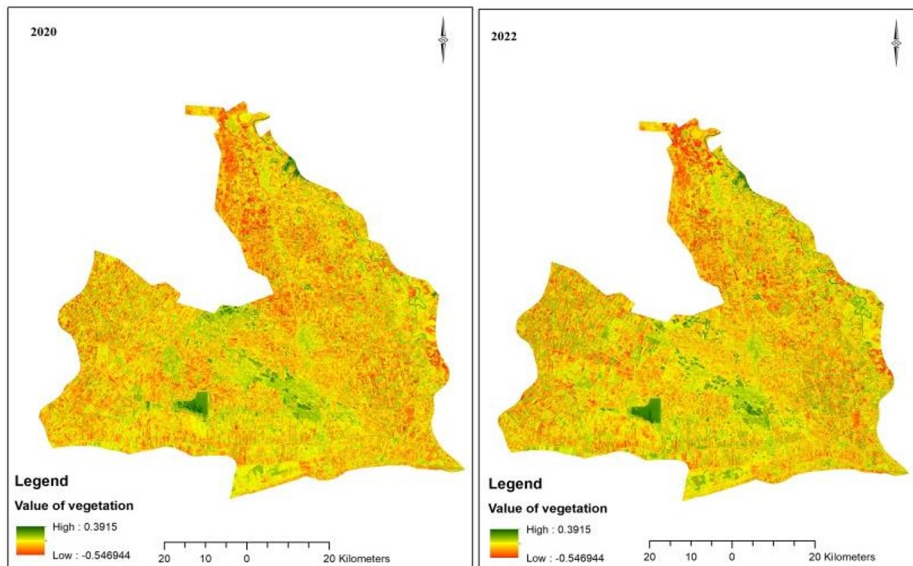 2020
Legend
Value of vegetation
High : 0.3915
Low : -0.546944
20 10 0 20 Kilometers
2022
Legend
Value of vegetation
High : 0.3915
Low : -0.546944
20 10 0 20 Kilometers